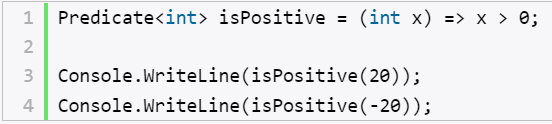 1 Predicate<int> isPositive = (int x) => x > 0;
2
3 Console.WriteLine(isPositive(20));
4 Console.WriteLine(isPositive(-20));